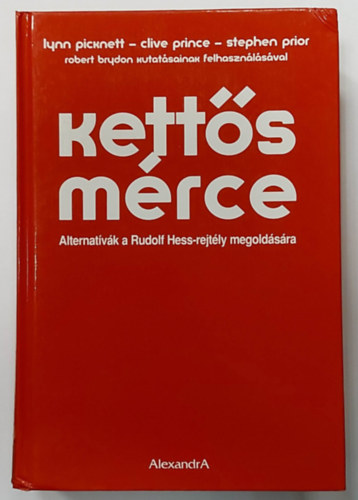 Lynn Picknett – Clive Prince – Stephen Prior
Robert Brydon kutatásainak felhasználásával
Kettős
mérce
Alternatívák a Rudolf Hess-rejtély megoldására
AlexandrA